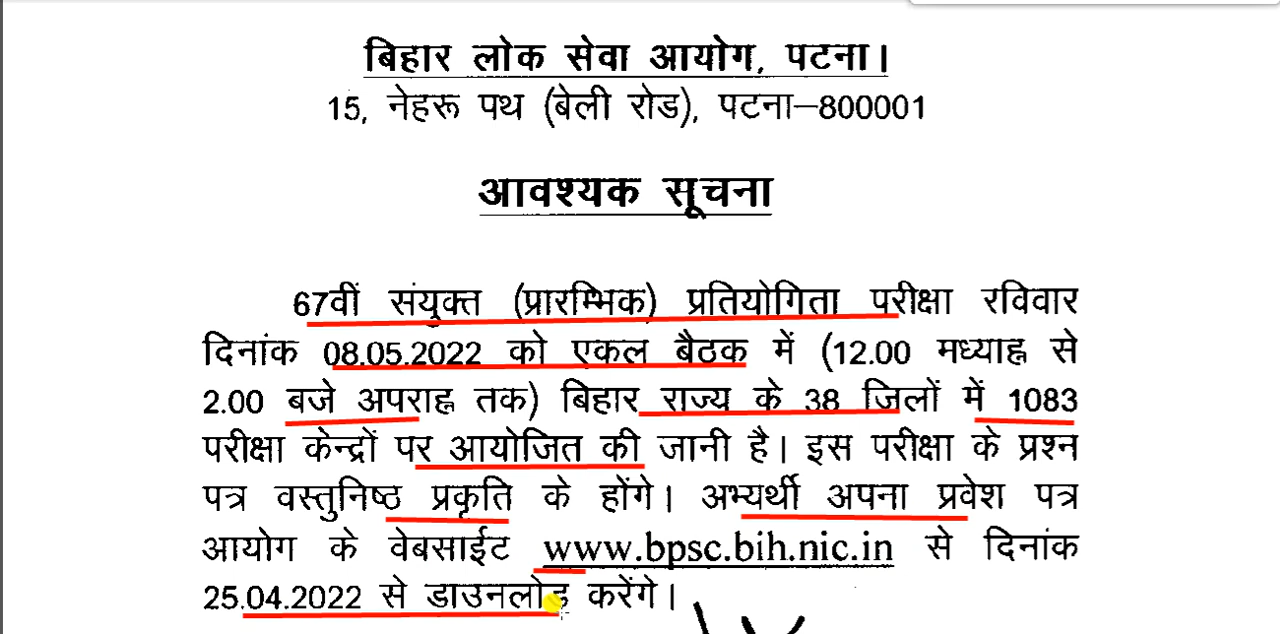 बिहार लोक सेवा आयोग, पटना।
15, नेहरू पथ (बेली रोड), पटना–800001
आवश्यक सूचना
67वीं संयुक्त (प्रारम्भिक) प्रतियोगिता परीक्षा रविवार
दिनांक 08.05.2022 को एकल बैठक में (12.00 मध्याह्न से
2.00 बजे अपराह्न तक) बिहार राज्य के 38 जिलों में 1083
परीक्षा केन्द्रों पर आयोजित की जानी है। इस परीक्षा के प्रश्न
पत्र वस्तुनिष्ठ प्रकृति के होंगे। अभ्यर्थी अपना प्रवेश पत्र
आयोग के वेबसाईट www.bpsc.bih.nic.in से दिनांक
25.04.2022 से डाउनलोड करेंगे।